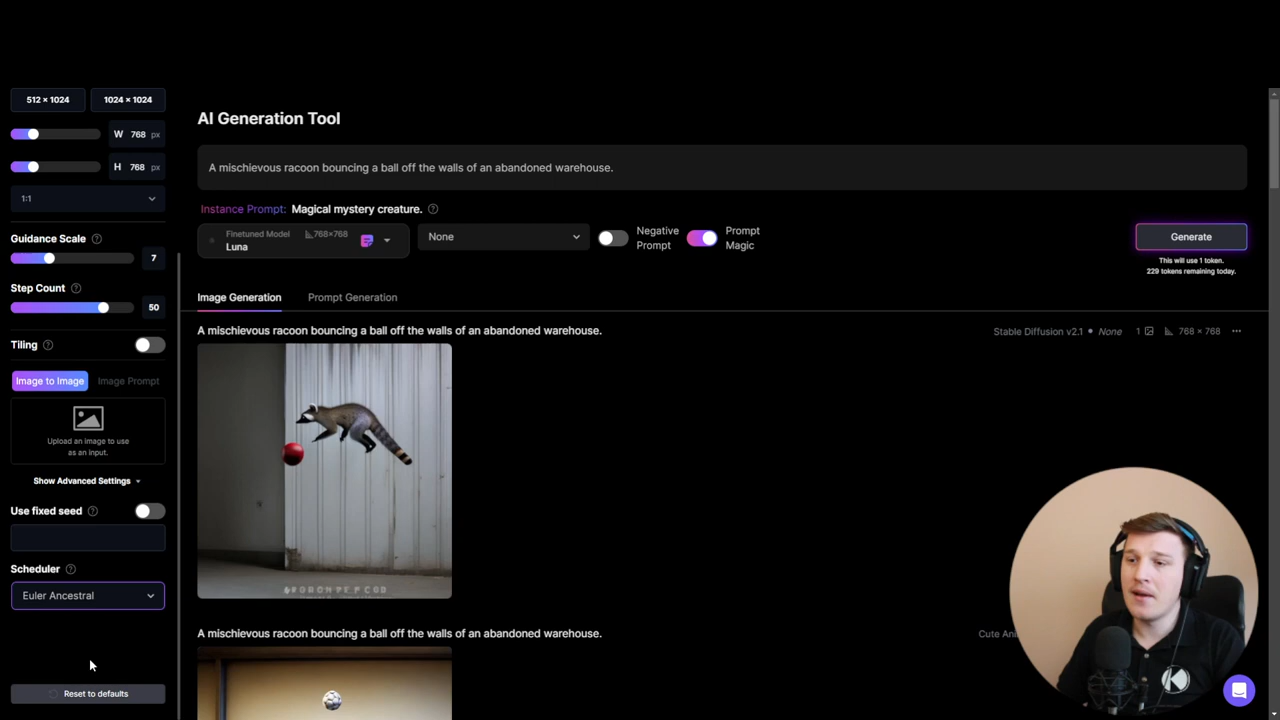 512 × 1024
1024 × 1024
W 768 px
H 768 px
1:1
Guidance Scale
7
Step Count
50
Tiling
Image to Image
Image Prompt
Upload an image to use
as an input.
Show Advanced Settings
Use fixed seed
Scheduler
Euler Ancestral
Reset to defaults
AI Generation Tool
A mischievous racoon bouncing a ball off the walls of an abandoned warehouse.
Instance Prompt: Magical mystery creature.
Finetuned Model
768×768
Luna
None
Negative
Prompt
Prompt
Magic
Generate
This will use 1 token.
229 tokens remaining today.
Image Generation
Prompt Generation
A mischievous racoon bouncing a ball off the walls of an abandoned warehouse.
Stable Diffusion v2.1 • None
1
768 × 768
A mischievous racoon bouncing a ball off the walls of an abandoned warehouse.
Cute
K